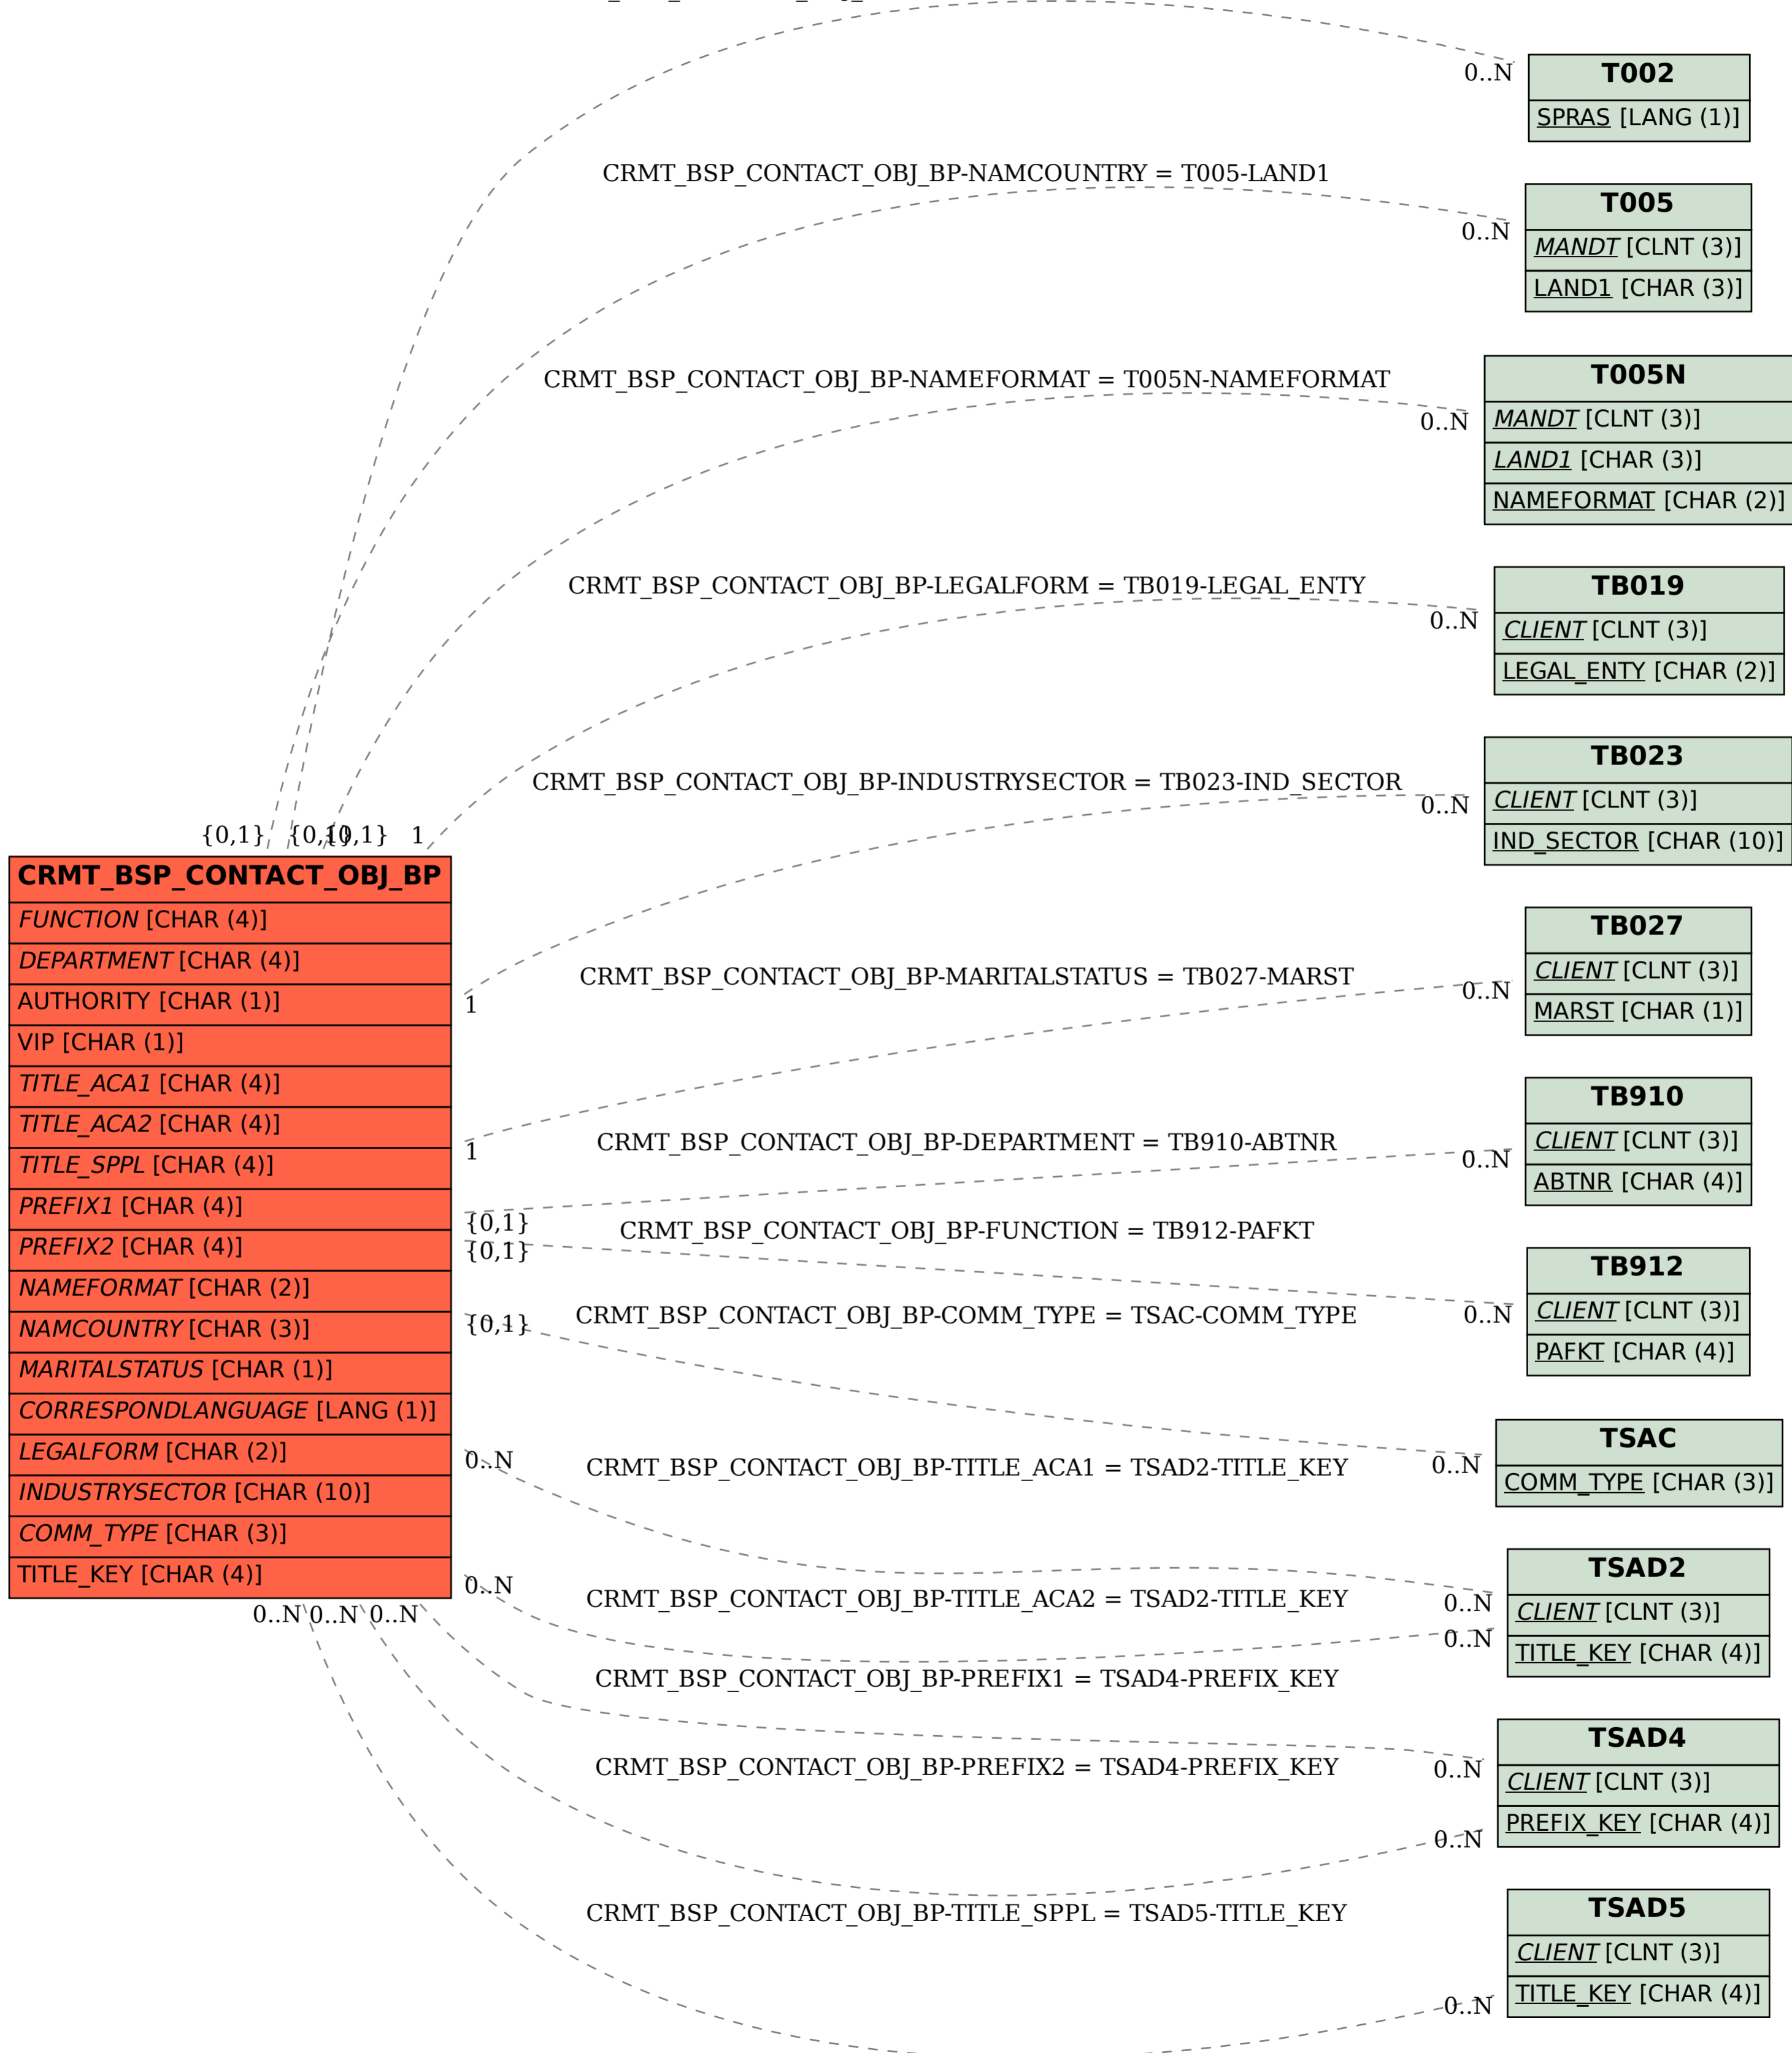 T002
0..N
SPRAS [LANG (1)]
CRMT_BSP_CONTACT_OBJ_BP-NAMCOUNTRY = T005-LAND1
T005
0..N
MANDT [CLNT (3)]
LAND1 [CHAR (3)]
CRMT_BSP_CONTACT_OBJ_BP-NAMEFORMAT = T005N-NAMEFORMAT
T005N
0..N
MANDT [CLNT (3)]
LAND1 [CHAR (3)]
NAMEFORMAT [CHAR (2)]
CRMT_BSP_CONTACT_OBJ_BP-LEGALFORM = TB019-LEGAL_ENTY
TB019
0..N
CLIENT [CLNT (3)]
LEGAL_ENTY [CHAR (2)]
CRMT_BSP_CONTACT_OBJ_BP-INDUSTRYSECTOR = TB023-IND_SECTOR
TB023
0..N
CLIENT [CLNT (3)]
IND_SECTOR [CHAR (10)]
{0,1} {0,1} {0,1} 1
CRMT_BSP_CONTACT_OBJ_BP
FUNCTION [CHAR (4)]
DEPARTMENT [CHAR (4)]
AUTHORITY [CHAR (1)]
VIP [CHAR (1)]
TITLE_ACA1 [CHAR (4)]
TITLE_ACA2 [CHAR (4)]
TITLE_SPPL [CHAR (4)]
PREFIX1 [CHAR (4)]
PREFIX2 [CHAR (4)]
NAMEFORMAT [CHAR (2)]
NAMCOUNTRY [CHAR (3)]
MARITALSTATUS [CHAR (1)]
CORRESPONDLANGUAGE [LANG (1)]
LEGALFORM [CHAR (2)]
INDUSTRYSECTOR [CHAR (10)]
COMM_TYPE [CHAR (3)]
TITLE_KEY [CHAR (4)]
1
CRMT_BSP_CONTACT_OBJ_BP-MARITALSTATUS = TB027-MARST
TB027
0..N
CLIENT [CLNT (3)]
MARST [CHAR (1)]
1
CRMT_BSP_CONTACT_OBJ_BP-DEPARTMENT = TB910-ABTNR
TB910
0..N
CLIENT [CLNT (3)]
ABTNR [CHAR (4)]
{0,1}
{0,1}
CRMT_BSP_CONTACT_OBJ_BP-FUNCTION = TB912-PAFKT
TB912
0..N
CLIENT [CLNT (3)]
PAFKT [CHAR (4)]
{0,1}
CRMT_BSP_CONTACT_OBJ_BP-COMM_TYPE = TSAC-COMM_TYPE
TSAC
0..N
COMM_TYPE [CHAR (3)]
0..N
CRMT_BSP_CONTACT_OBJ_BP-TITLE_ACA1 = TSAD2-TITLE_KEY
0..N
CRMT_BSP_CONTACT_OBJ_BP-TITLE_ACA2 = TSAD2-TITLE_KEY
TSAD2
0..N
0..N
CLIENT [CLNT (3)]
TITLE_KEY [CHAR (4)]
0..N 0..N 0..N
CRMT_BSP_CONTACT_OBJ_BP-PREFIX1 = TSAD4-PREFIX_KEY
CRMT_BSP_CONTACT_OBJ_BP-PREFIX2 = TSAD4-PREFIX_KEY
TSAD4
0..N
0..N
CLIENT [CLNT (3)]
PREFIX_KEY [CHAR (4)]
CRMT_BSP_CONTACT_OBJ_BP-TITLE_SPPL = TSAD5-TITLE_KEY
TSAD5
0..N
CLIENT [CLNT (3)]
TITLE_KEY [CHAR (4)]